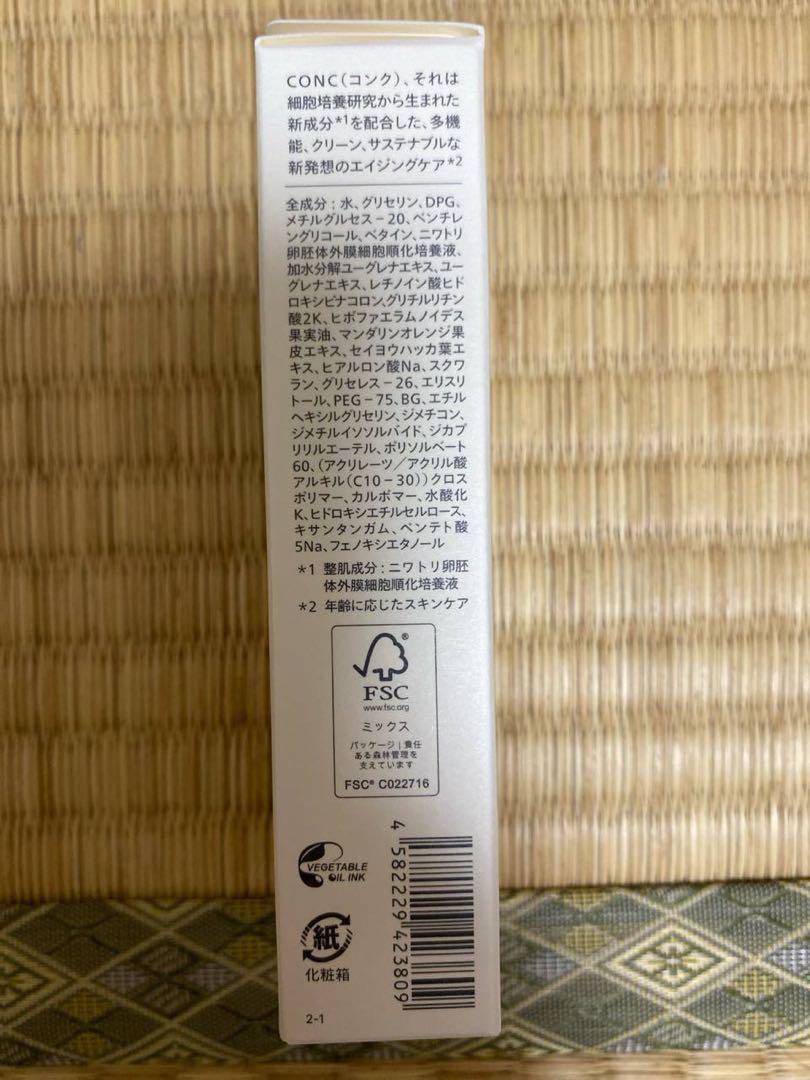 CONC(コンク)、それは
細胞培養研究から生まれた
新成分*1を配合した、多機
能、クリーン、サステナブルな
新発想のエイジングケア*2
全成分：水、グリセリン、DPG、
メチルグルセス－20、ペンチレ
ングリコール、ベタイン、ニワトリ
卵胚体外膜細胞順化培養液、
加水分解ユーグレナエキス、ユー
グレナエキス、レチノイン酸ヒド
ロキシピナコロン、グリチルリチン
酸2K、ヒポファエラムノイデス
果実油、マンダリンオレンジ果
皮エキス、セイヨウハッカ葉エ
キス、ヒアルロン酸Na、スクワ
ラン、グリセレス－26、エリスリ
トール、PEG－75、BG、エチル
ヘキシルグリセリン、ジメチコン、
ジメチルイソソルバイド、ジカプ
リリルエーテル、ポリソルベート
60、(アクリレーツ／アクリル酸
アルキル(C10－30))クロス
ポリマー、カルボマー、水酸化
K、ヒドロキシエチルセルロース、
キサンタンガム、ペンテト酸
5Na、フェノキシエタノール
*1 整肌成分：ニワトリ卵胚
体外膜細胞順化培養液
*2 年齢に応じたスキンケア
®
FSC
www.fsc.org
ミックス
パッケージ｜責任
ある森林管理を
支えています
FSC® C022716
VEGETABLE
OIL INK
紙
化粧箱
4 582229 423809
2-1